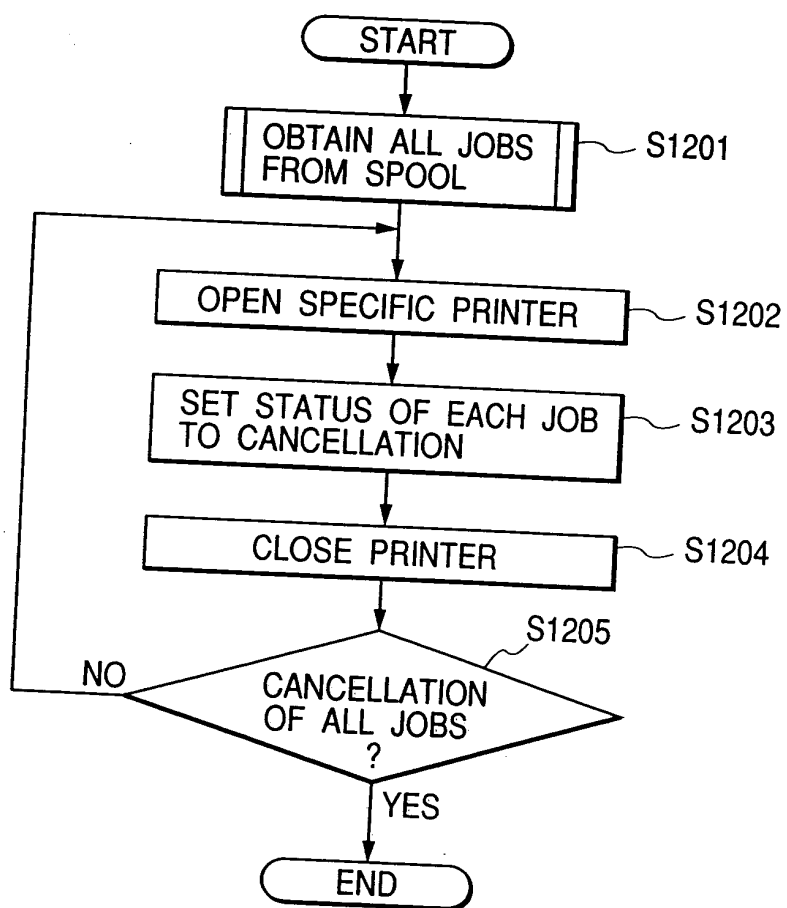 START
OBTAIN ALL JOBS
FROM SPOOL
S1201
OPEN SPECIFIC PRINTER
S1202
SET STATUS OF EACH JOB
TO CANCELLATION
S1203
CLOSE PRINTER
S1204
S1205
NO
CANCELLATION
OF ALL JOBS
?
YES
END